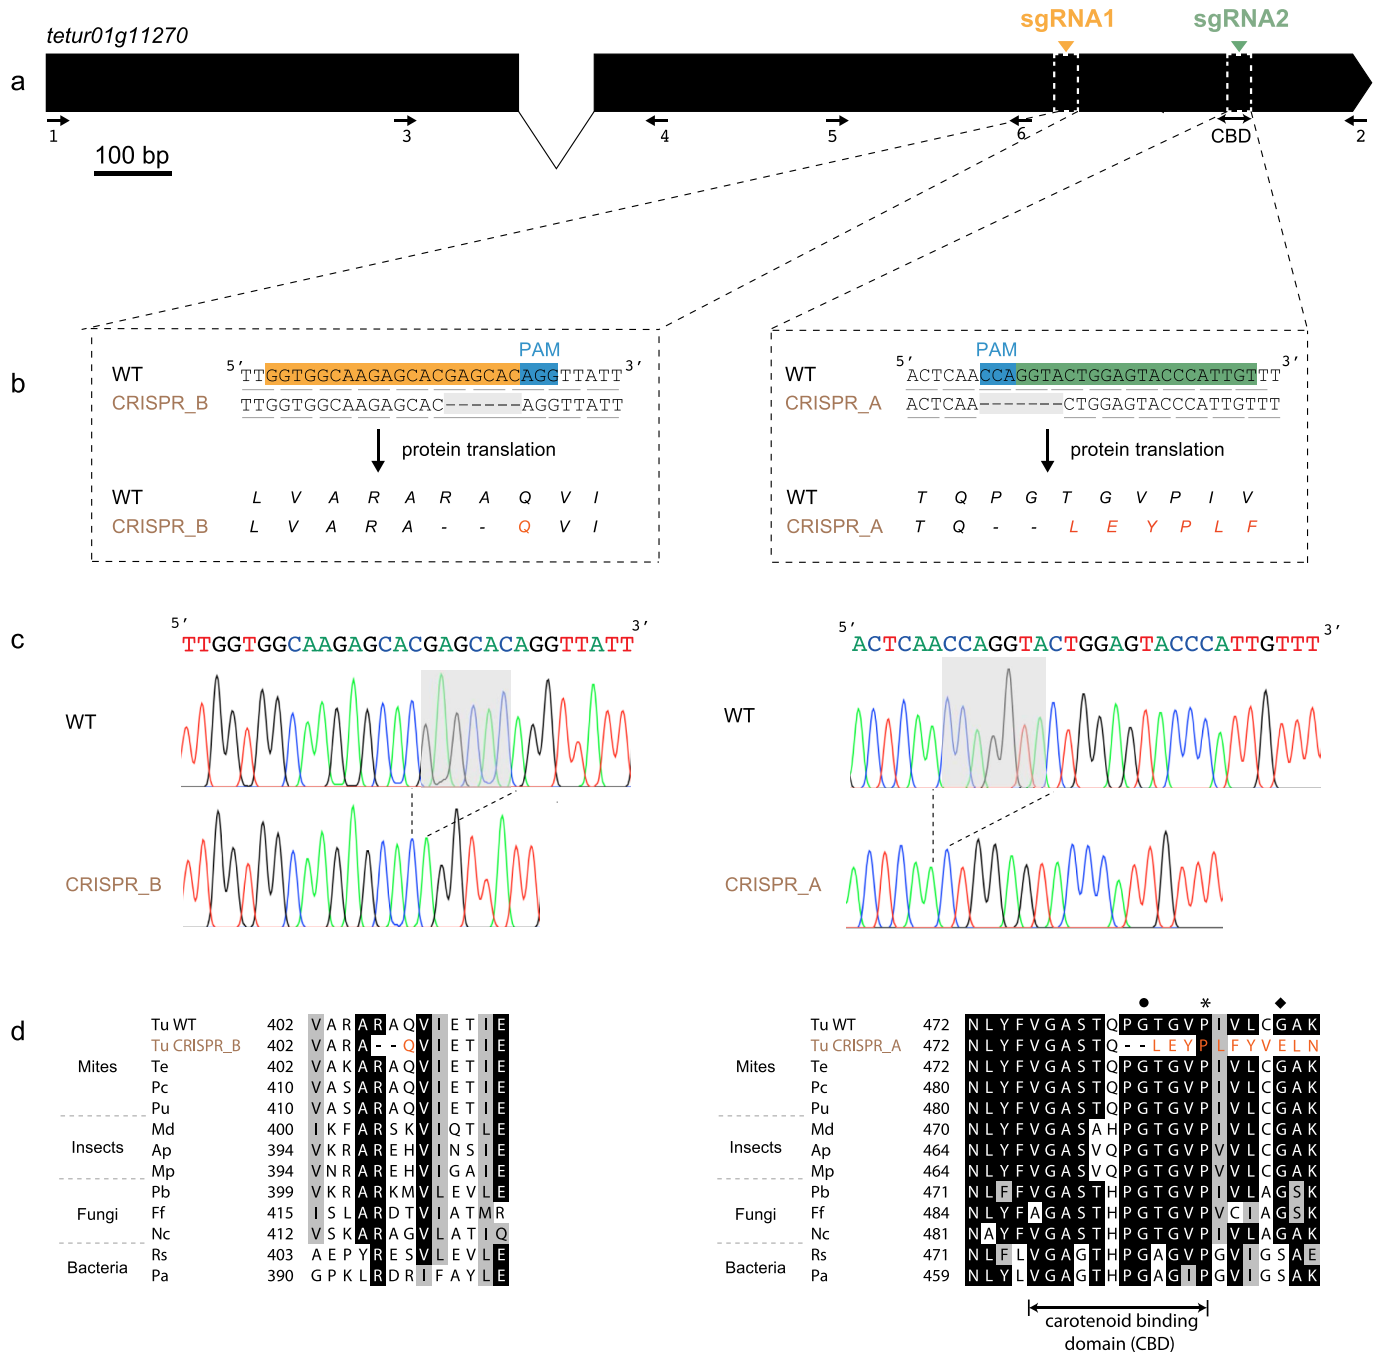 sgRNA1 sgRNA2
tetur01g11270
a
1 3 4 5 6 CBD 2
100 bp
b
PAM
WT 5’ TTGGTGGCAAGAGCACGAGCACAGGTTATT 3’
CRISPR_B TTGGTGGCAAGAGCAC------AGGTTATT
protein translation
WT L V A R A R A Q V I
CRISPR_B L V A R A - - Q V I
PAM
WT 5’ ACTCAACCAGGTACTGGAGTACCCATTGTTT 3’
CRISPR_A ACTCAA-------CTGGAGTACCCATTGTTT
protein translation
WT T Q P G T G V P I V
CRISPR_A T Q - - L E Y P L F
c
5’ 3’
TTGGTGGCAAGAGCACGAGCACAGGTTATT
WT
CRISPR_B
5’ 3’
ACTCAACCAGGTACTGGAGTACCCATTGTTT
WT
CRISPR_A
d
Tu WT 402 V A R A R A Q V I E T I E
Tu CRISPR_B 402 V A R A - - Q V I E T I E
Mites
Te 402 V A K A R A Q V I E T I E
Pc 410 V A S A R A Q V I E T I E
Pu 410 V A S A R A Q V I E T I E
Md 400 I K F A R S K V I Q T L E
Insects
Ap 394 V K R A R E H V I N S I E
Mp 394 V N R A R E H V I G A I E
Pb 399 V K R A R K M V L E V L E
Fungi
Ff 415 I S L A R D T V I A T M R
Nc 412 V S K A R A G V L A T I Q
Rs 403 A E P Y R E S V L E V L E
Bacteria
Pa 390 G P K L R D R I F A Y L E
● * ◆
Tu WT 472 N L Y F V G A S T Q P G T G V P I V L C G A K
Tu CRISPR_A 472 N L Y F V G A S T Q - - L E Y P L F Y V E L N
Mites
Te 472 N L Y F V G A S T Q P G T G V P I V L C G A K
Pc 480 N L Y F V G A S T Q P G T G V P I V L C G A K
Pu 480 N L Y F V G A S T Q P G T G V P I V L C G A K
Md 470 N L Y F V G A S A H P G T G V P I V L C G A K
Insects
Ap 464 N L Y F V G A S V Q P G T G V P V V L C G A K
Mp 464 N L Y F V G A S V Q P G T G V P V V L C G A K
Pb 471 N L F F V G A S T H P G T G V P I V L A G S K
Fungi
Ff 484 N L Y F A G A S T H P G T G V P V C I A G S K
Nc 481 N A Y F V G A S T H P G T G V P I V L A G A K
Rs 471 N L F L V G A G T H P G A G V P G V I G S A E
Bacteria
Pa 459 N L Y L V G A G T H P G A G I P G V I G S A K
carotenoid binding
domain (CBD)